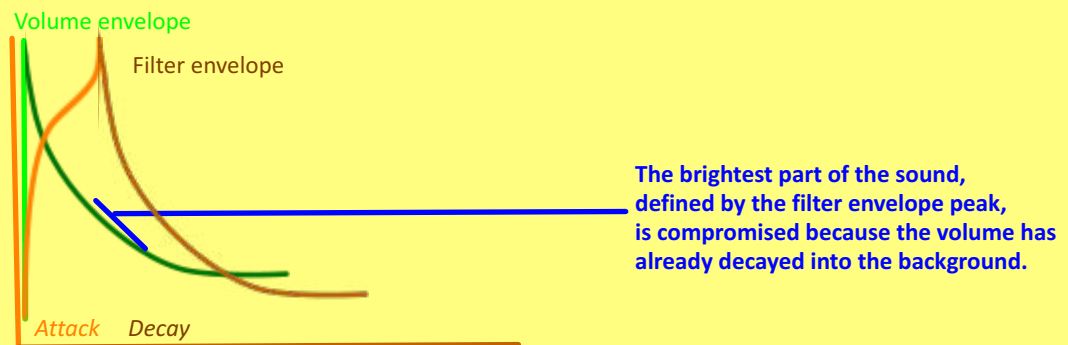 Volume envelope
Filter envelope
The brightest part of the sound,
defined by the filter envelope peak,
is compromised because the volume has
already decayed into the background.
Attack Decay